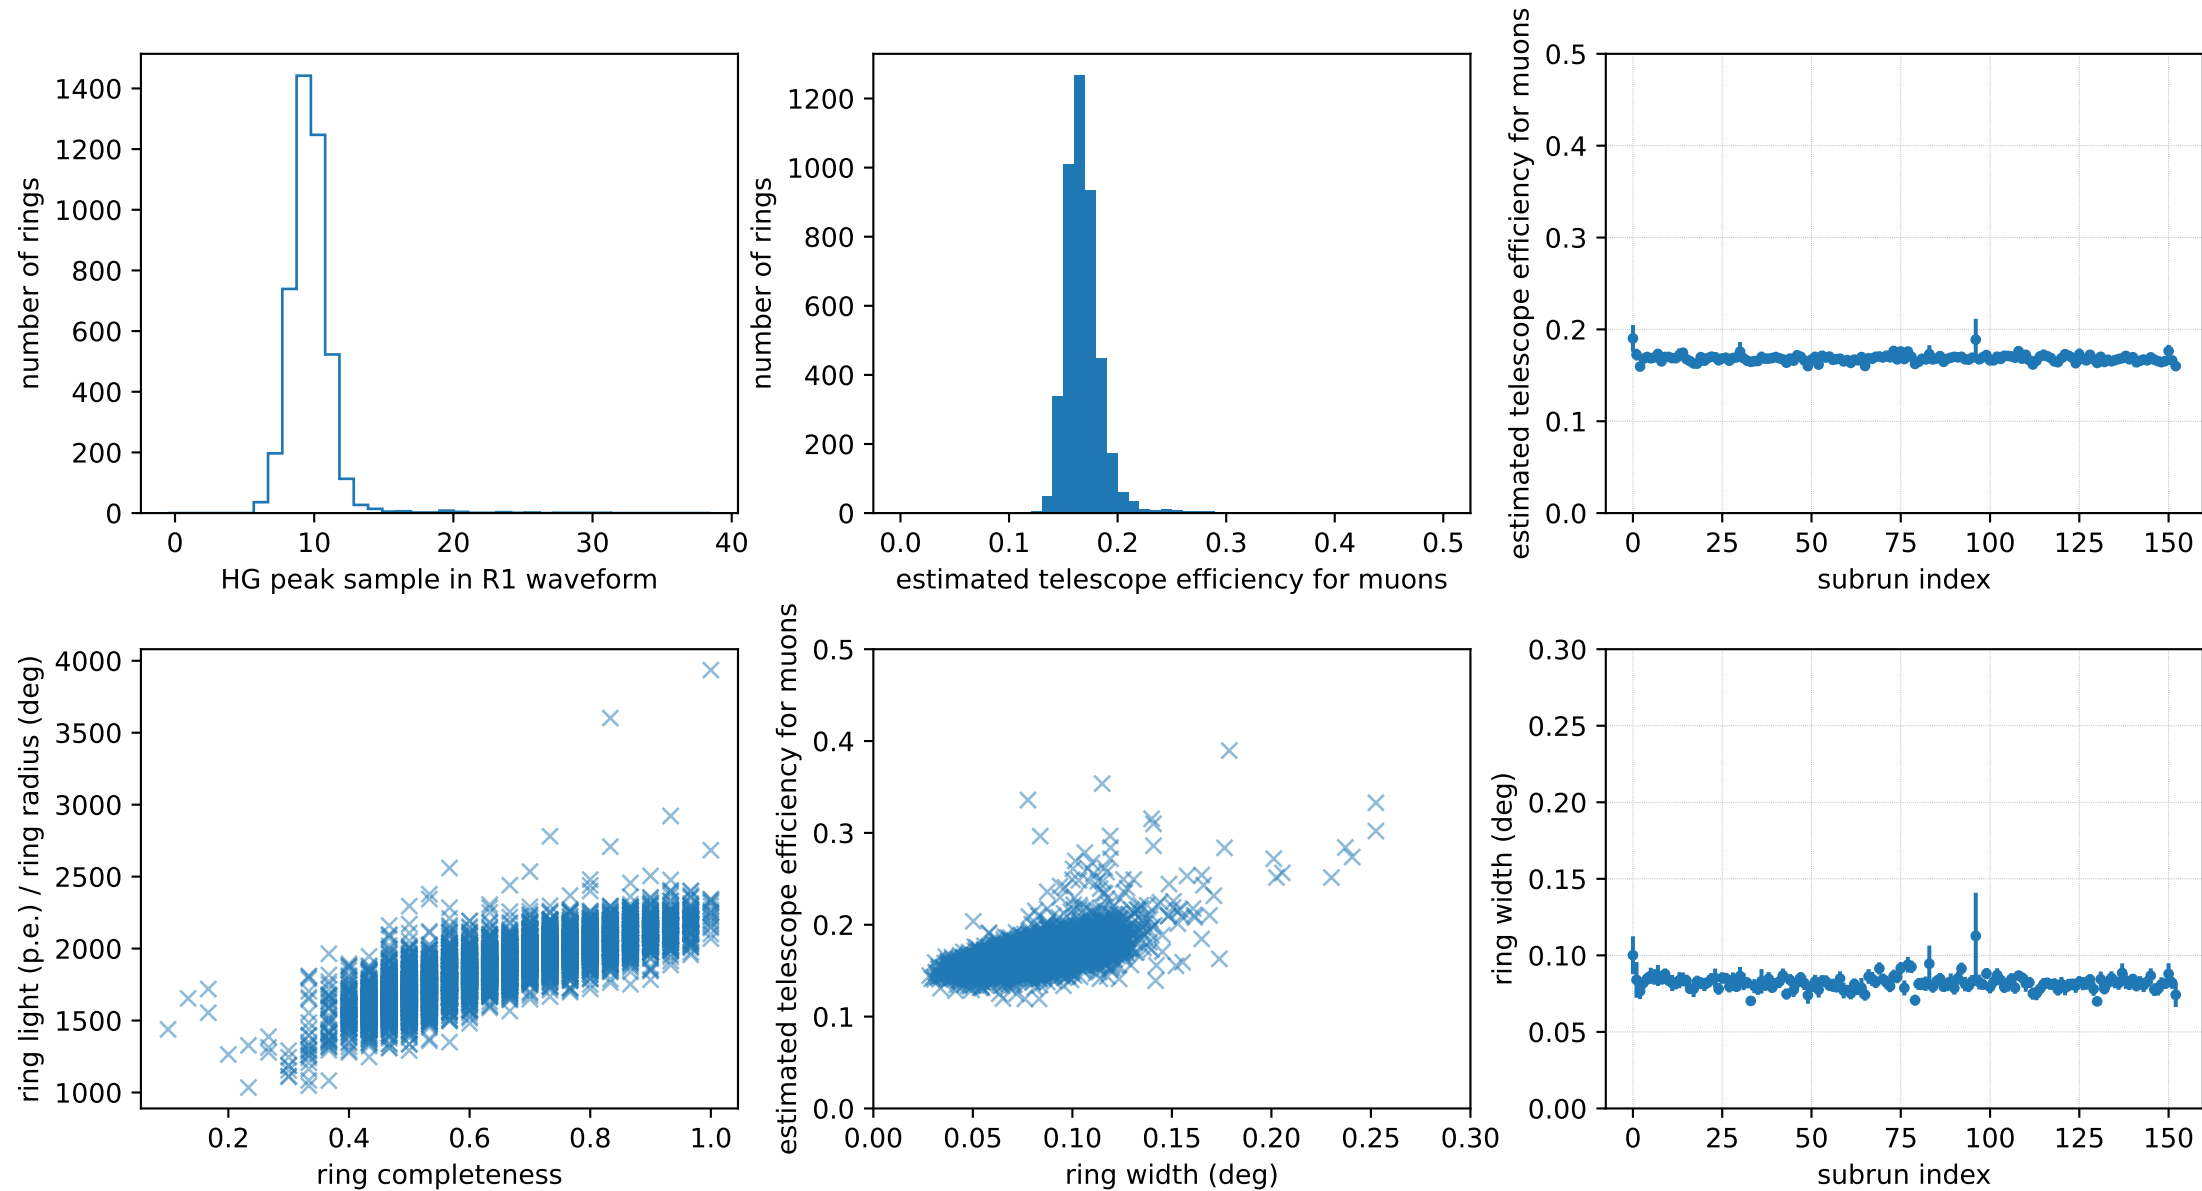 number of rings
1400
1200
1000
800
600
400
200
0
0 10 20 30 40
HG peak sample in R1 waveform
number of rings
1200
1000
800
600
400
200
0
0.0 0.1 0.2 0.3 0.4 0.5
estimated telescope efficiency for muons
estimated telescope efficiency for muons
0.5
0.4
0.3
0.2
0.1
0.0
0 25 50 75 100 125 150
subrun index
ring light (p.e.) / ring radius (deg)
4000
3500
3000
2500
2000
1500
1000
0.2 0.4 0.6 0.8 1.0
ring completeness
estimated telescope efficiency for muons
0.5
0.4
0.3
0.2
0.1
0.0
0.00 0.05 0.10 0.15 0.20 0.25 0.30
ring width (deg)
ring width (deg)
0.30
0.25
0.20
0.15
0.10
0.05
0.00
0 25 50 75 100 125 150
subrun index